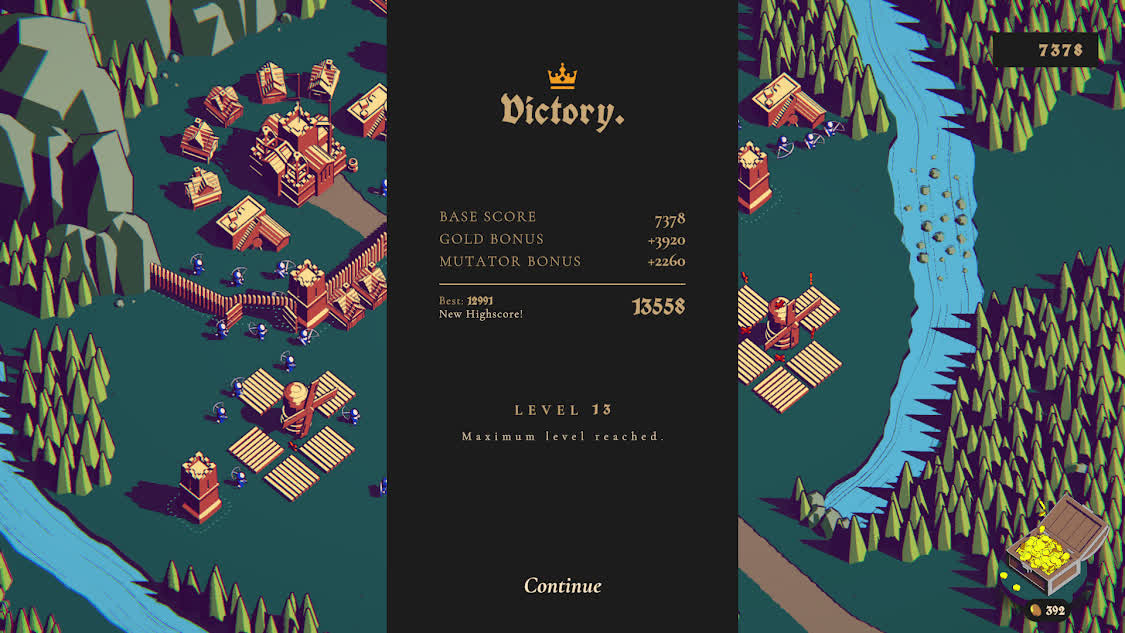 7378
Victory.
BASE SCORE 7378
GOLD BONUS +3920
MUTATOR BONUS +2260
Best: 12991
New Highscore! 13558
LEVEL 13
Maximum level reached.
Continue
392